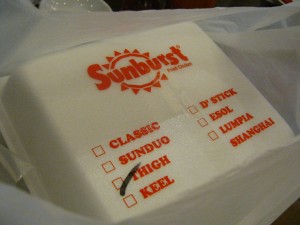 Sunburst
CLASSIC
SUNDUO
THIGH
KEEL
D' STICK
ESOL
LUMPIA
SHANGHAI